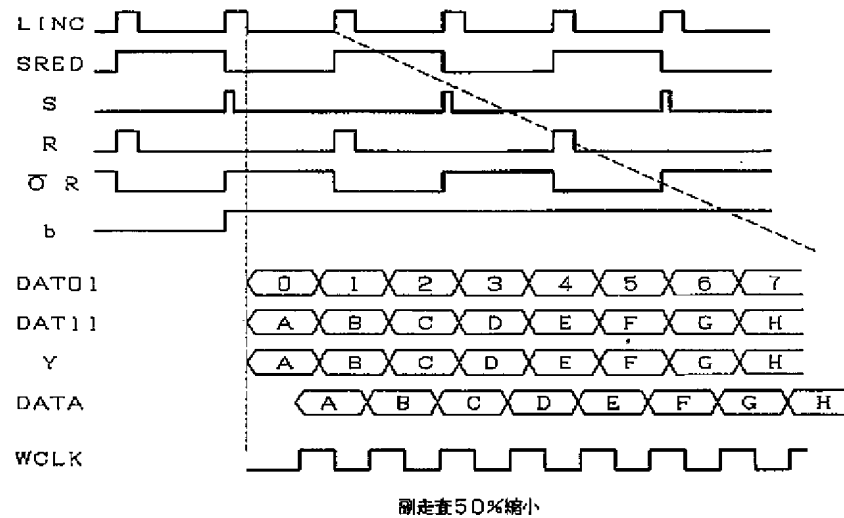 LINC
SRED
S
R
O̅ R
b
DAT01 0 1 2 3 4 5 6 7
DAT11 A B C D E F G H
Y A B C D E F G H
DATA A B C D E F G H
WCLK
副走査50%縮小